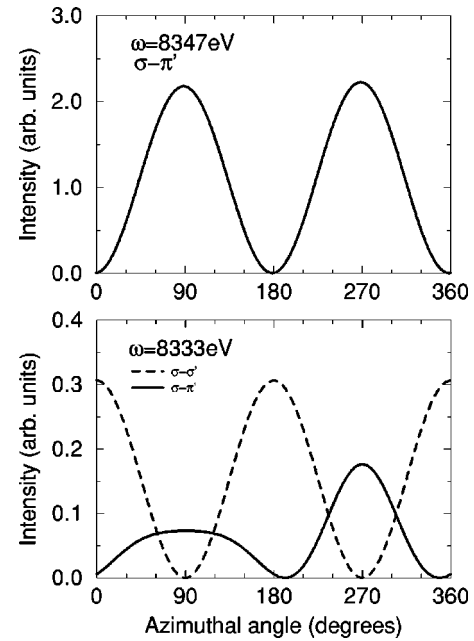 ω=8347eV
σ−π'
Intensity (arb. units)
3.0
2.0
1.0
0.0
0 90 180 270 360
ω=8333eV
σ−σ'
σ−π'
Intensity (arb. units)
0.4
0.3
0.2
0.1
0.0
0 90 180 270 360
Azimuthal angle (degrees)